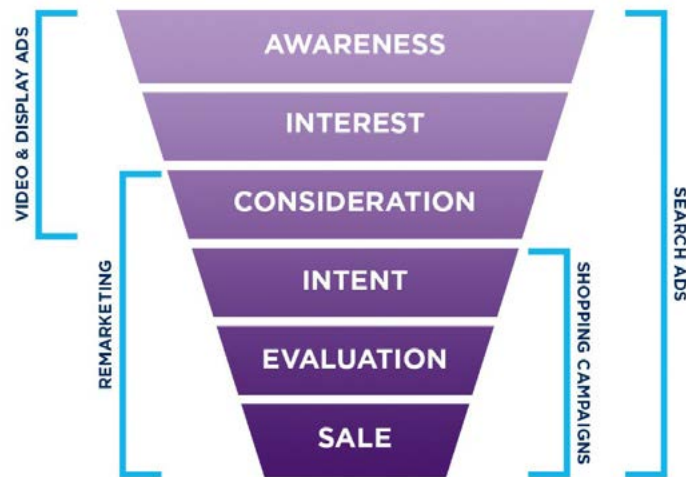 AWARENESS
INTEREST
CONSIDERATION
INTENT
EVALUATION
SALE
VIDEO & DISPLAY ADS
REMARKETING
SHOPPING CAMPAIGNS
SEARCH ADS